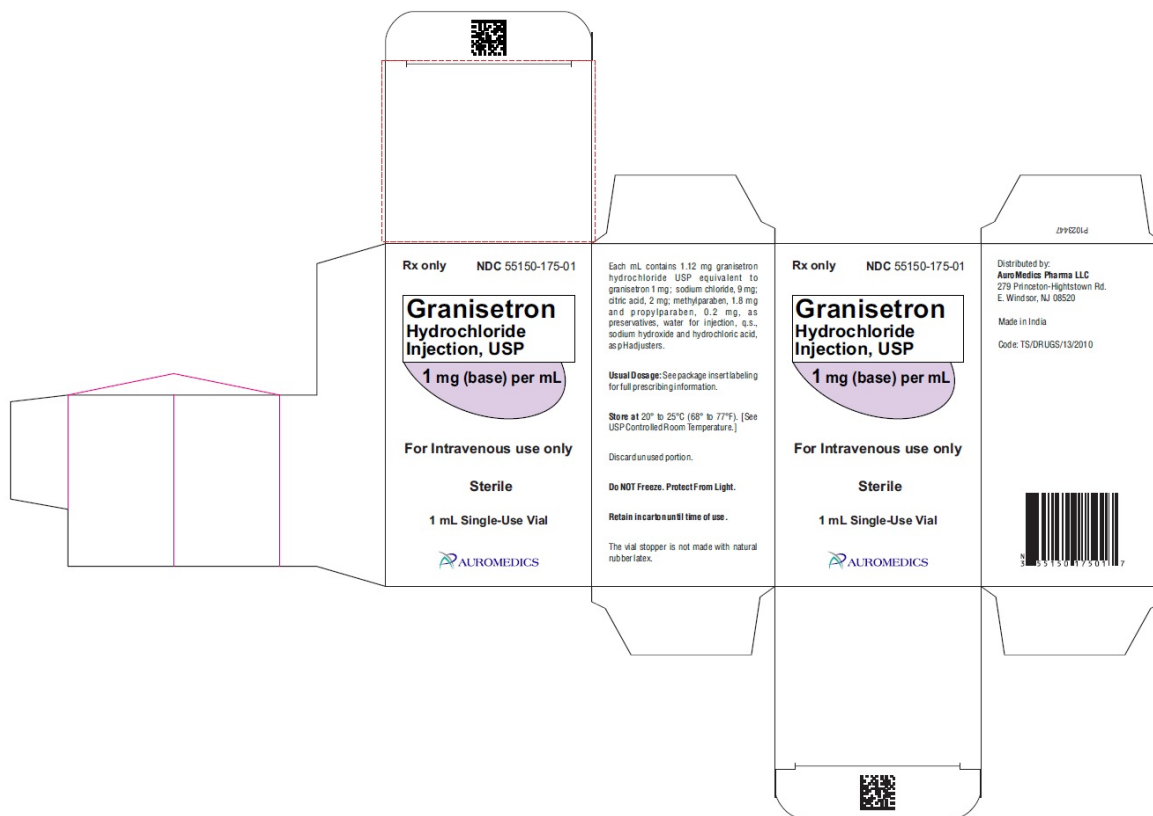 P1023447
Rx only NDC 55150-175-01
Granisetron
Hydrochloride
Injection, USP
1 mg (base) per mL
For Intravenous use only
Sterile
1 mL Single-Use Vial
AUROMEDICS
Each mL contains 1.12 mg granisetron
hydrochloride USP equivalent to
granisetron 1 mg; sodium chloride, 9 mg;
citric acid, 2 mg; methylparaben, 1.8 mg
and propylparaben, 0.2 mg, as
preservatives, water for injection, q.s.,
sodium hydroxide and hydrochloric acid,
as pH adjusters.
Usual Dosage: See package insert labeling
for full prescribing information.
Store at 20° to 25°C (68° to 77°F). [See
USP Controlled Room Temperature.]
Discard unused portion.
Do NOT Freeze. Protect From Light.
Retain in carton until time of use.
The vial stopper is not made with natural
rubber latex.
Rx only NDC 55150-175-01
Granisetron
Hydrochloride
Injection, USP
1 mg (base) per mL
For Intravenous use only
Sterile
1 mL Single-Use Vial
AUROMEDICS
Distributed by:
AuroMedics Pharma LLC
279 Princeton-Hightstown Rd.
E. Windsor, NJ 08520
Made in India
Code: TS/DRUGS/13/2010
N
3 55150 17501 7